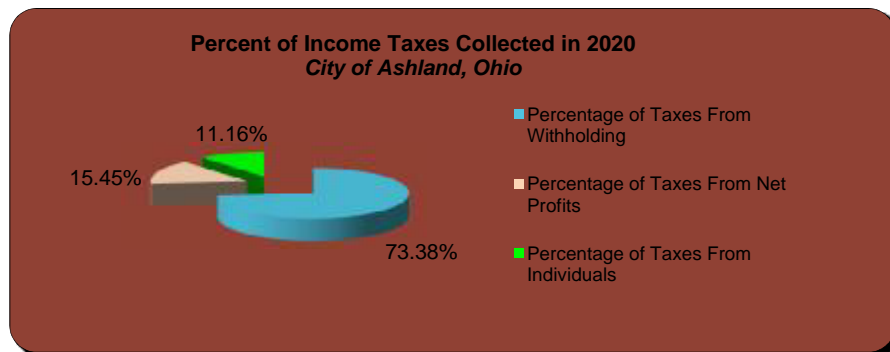 Percent of Income Taxes Collected in 2020
City of Ashland, Ohio
11.16%
15.45%
73.38%
Percentage of Taxes From
Withholding
Percentage of Taxes From Net
Profits
Percentage of Taxes From
Individuals